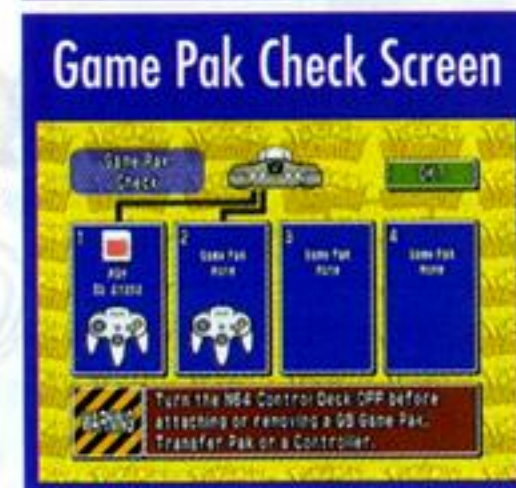 Game Pak Check Screen
Game Pak
Check
OK?
1
2
3
4
Game Pak
None
Game Pak
None
Game Pak
None
WARNING
Turn the N64 Control Deck OFF before
attaching or removing a GB Game Pak,
Transfer Pak or a Controller.